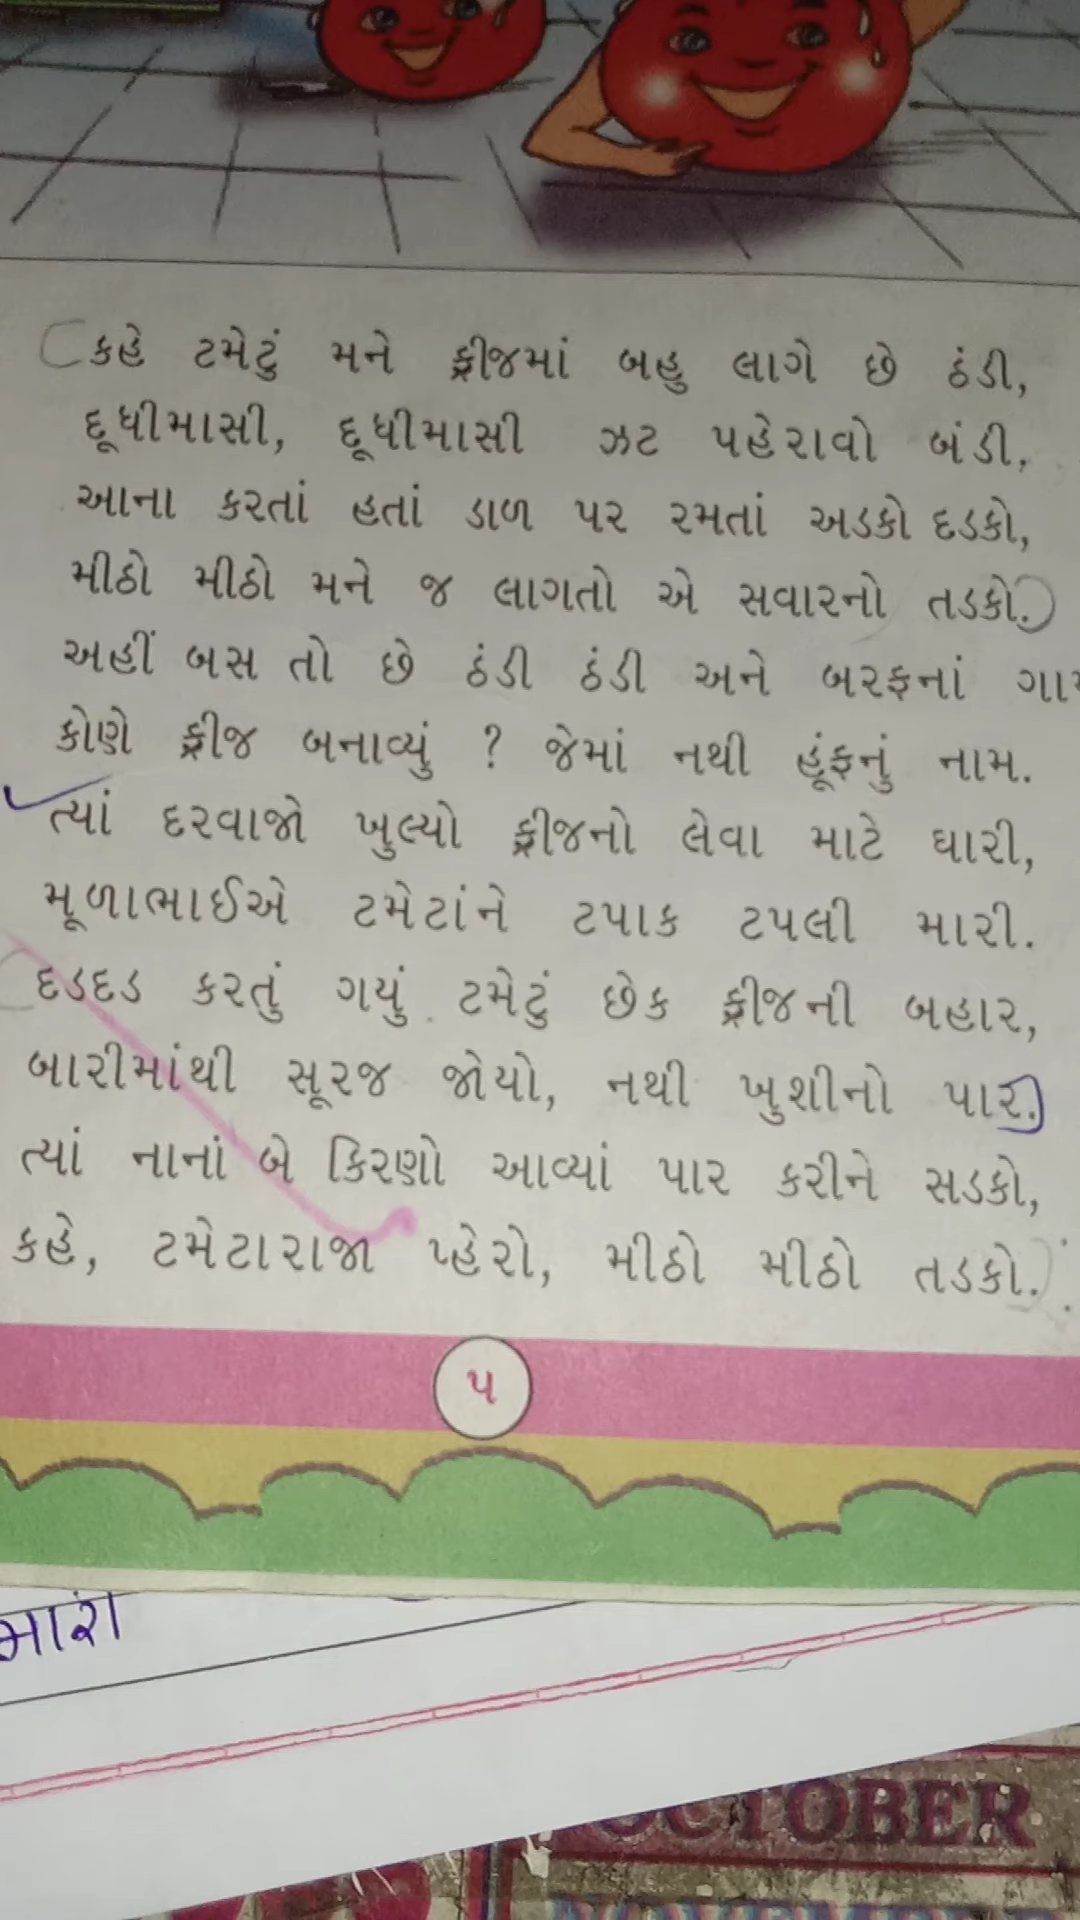 કહે ટમેટું મને ફ્રીજમાં બહુ લાગે છે ઠંડી,
દૂધીમાસી, દૂધીમાસી ઝટ પહેરાવો બંડી.
આના કરતાં હતાં ડાળ પર રમતાં અડકો દડકો,
મીઠો મીઠો મને જ લાગતો એ સવારનો તડકો.
અહીં બસ તો છે ઠંડી ઠંડી અને બરફનાં
કોણે ફ્રીજ બનાવ્યું ? જેમાં નથી હૂંફનું નામ.
ત્યાં દરવાજો ખુલ્યો ફ્રીજનો લેવા માટે ઘારી,
મૂળાભાઈએ ટમેટાંને ટપાક ટપલી મારી.
દડદડ કરતું ગયું ટમેટું છેક ફ્રીજની બહાર,
બારીમાંથી સૂરજ જોયો, નથી ખુશીનો પાર.
ત્યાં નાનાં બે કિરણો આવ્યાં પાર કરીને સડકો,
કહે, ટમેટારાજા પ્હેરો, મીઠો મીઠો તડકો.
૫
OCTOBER